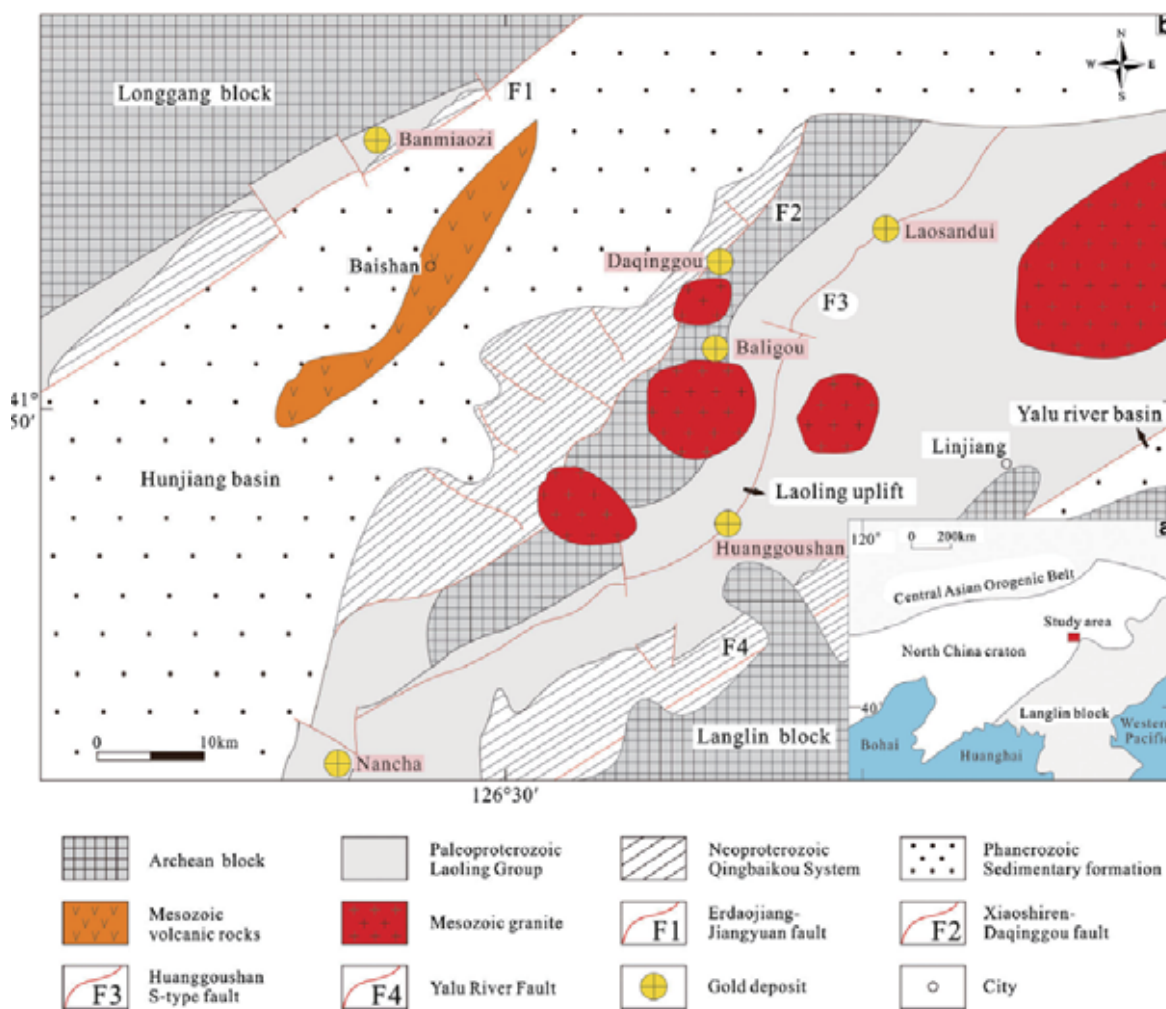 b
N
W E
S
Longgang block
F1
Banmiaozi
F2
Laosandui
Daqinggou
Baishan
F3
Baligou
41°
50′
Yalu river basin
Linjiang
Hunjiang basin
Laoling uplift
Huanggoushan
F4
Langlin block
0 10km
Nancha
126°30′
a
120°
0 200km
Central Asian Orogenic Belt
Study area
North China craton
40°
Langlin block
Western
Pacific
Bohai
Huanghai
Archean block
Paleoproterozoic
Laoling Group
Neoproterozoic
Qingbaikou System
Phanerozoic
Sedimentary formation
Mesozoic
volcanic rocks
Mesozoic granite
F1
Erdaojiang-
Jiangyuan fault
F2
Xiaoshiren-
Daqinggou fault
F3
Huanggoushan
S-type fault
F4
Yalu River Fault
Gold deposit
City